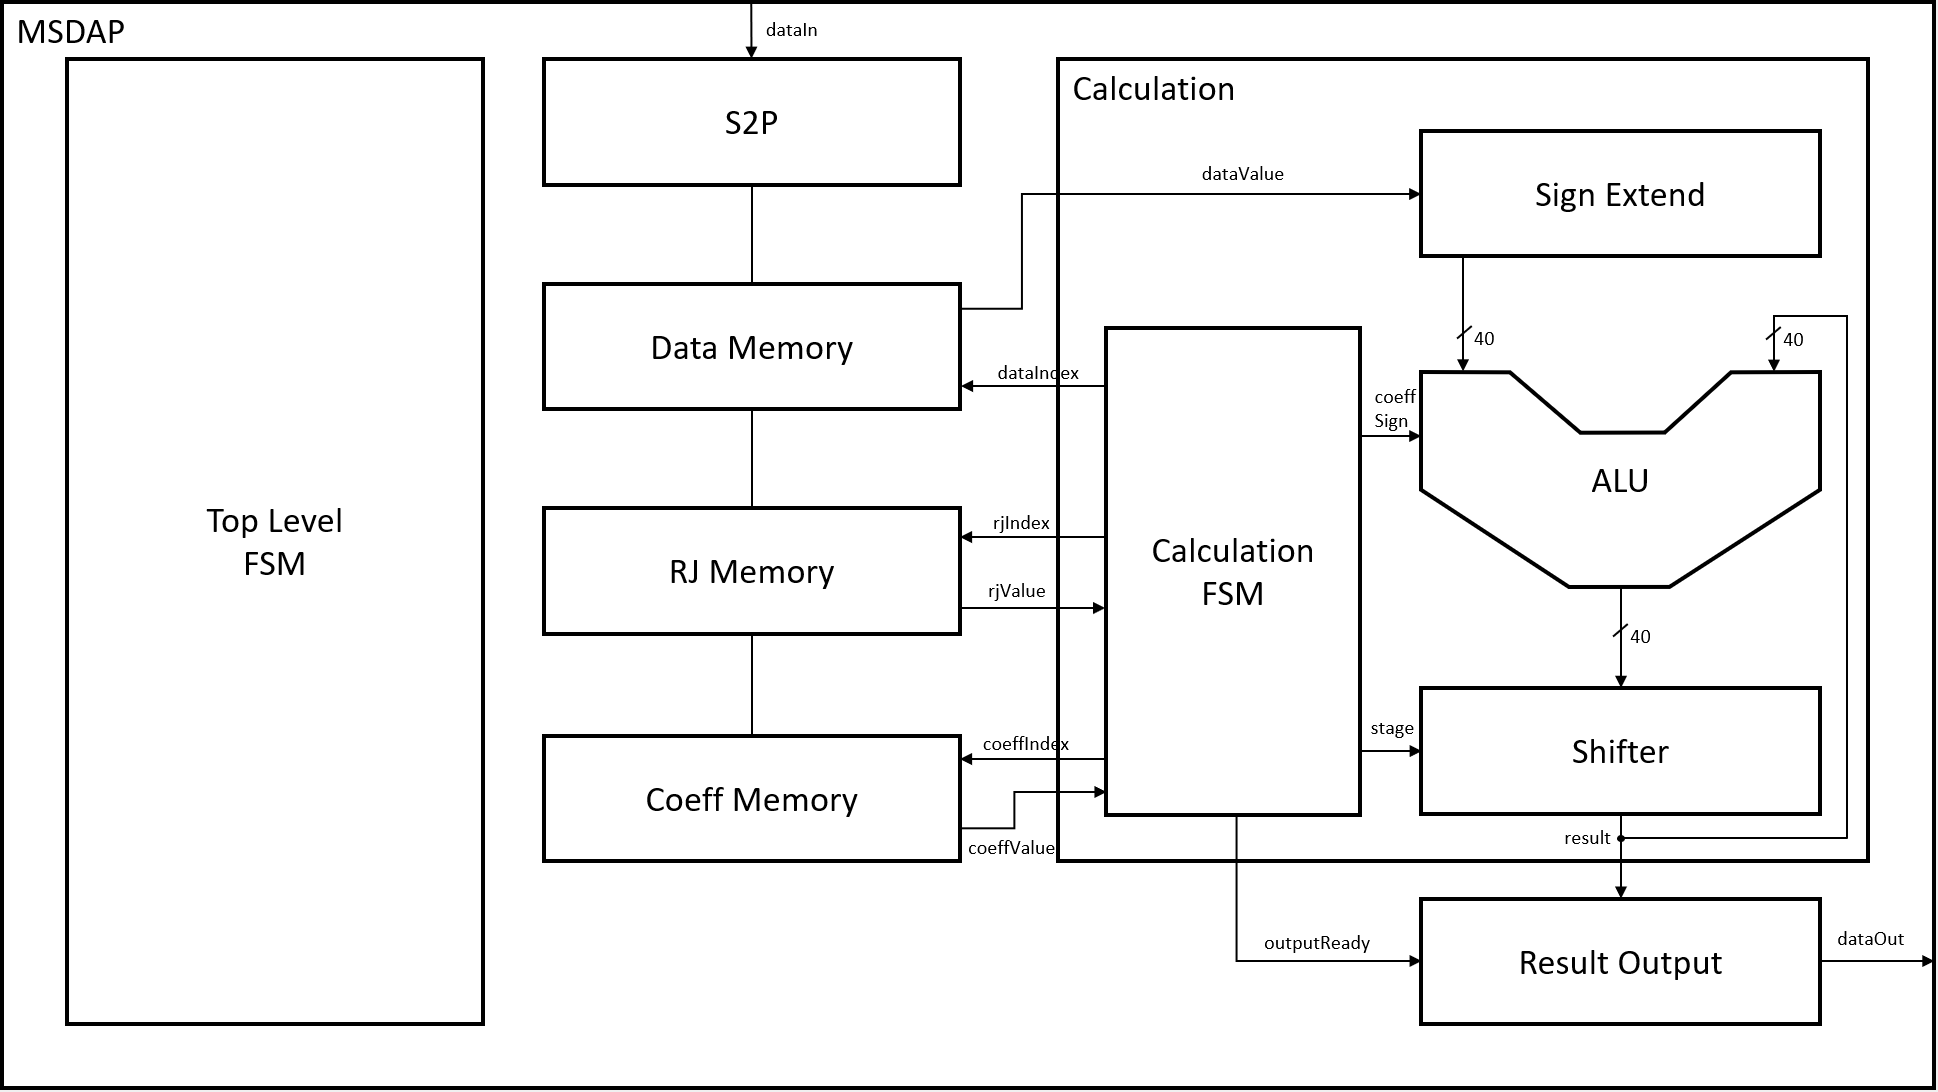 MSDAP
dataIn
S2P
Calculation
dataValue
Sign Extend
40
40
Data Memory
dataIndex
coeff
Sign
ALU
Top Level
FSM
rjIndex
RJ Memory
rjValue
Calculation
FSM
40
stage
Shifter
coeffIndex
Coeff Memory
coeffValue
result
outputReady
Result Output
dataOut